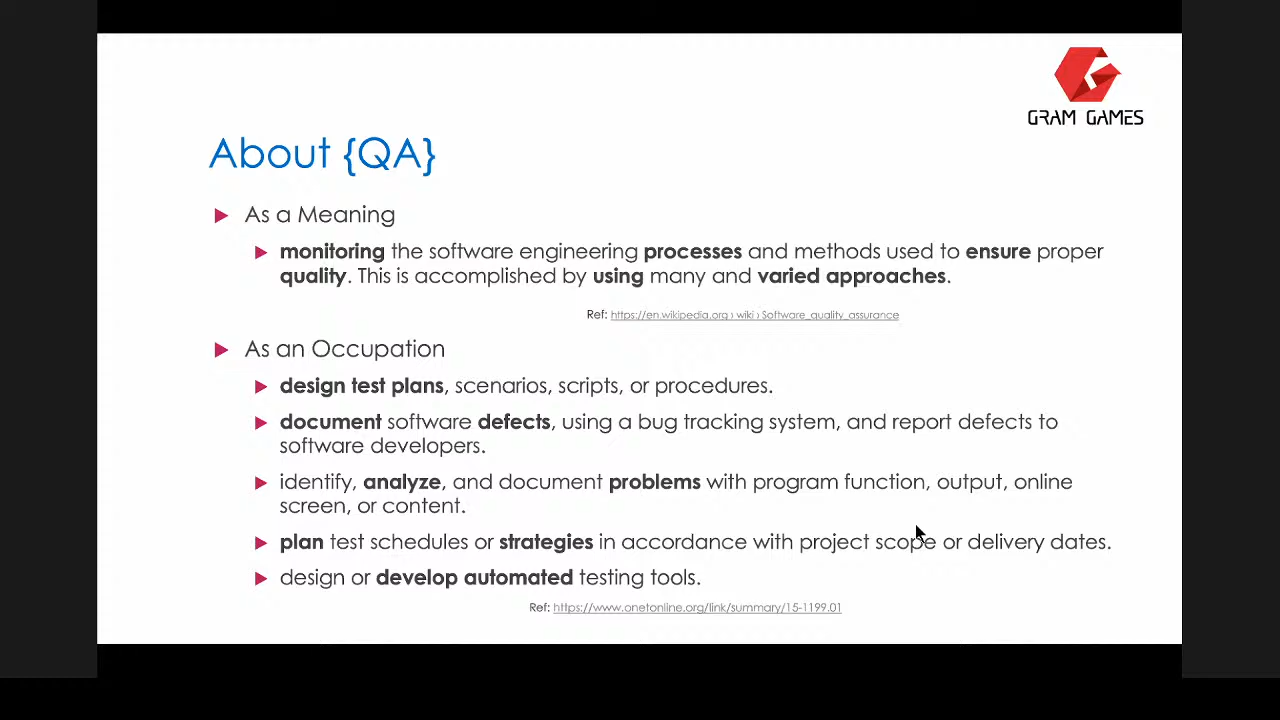 GRAM GAMES
About {QA}
As a Meaning
monitoring the software engineering processes and methods used to ensure proper
quality. This is accomplished by using many and varied approaches.
Ref: https://en.wikipedia.org › wiki › Software_quality_assurance
As an Occupation
design test plans, scenarios, scripts, or procedures.
document software defects, using a bug tracking system, and report defects to
software developers.
identify, analyze, and document problems with program function, output, online
screen, or content.
plan test schedules or strategies in accordance with project scope or delivery dates.
design or develop automated testing tools.
Ref: https://www.onetonline.org/link/summary/15-1199.01